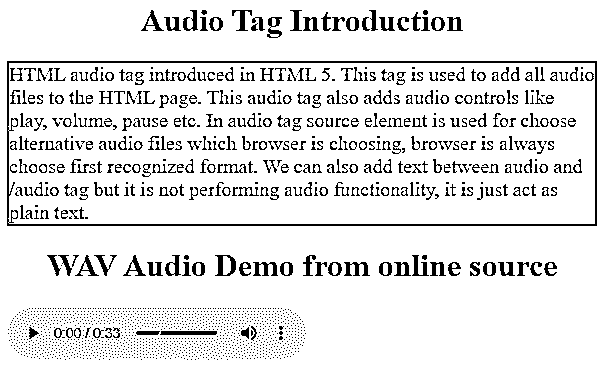 Audio Tag Introduction
HTML audio tag introduced in HTML 5. This tag is used to add all audio
files to the HTML page. This audio tag also adds audio controls like
play, volume, pause etc. In audio tag source element is used for choose
alternative audio files which browser is choosing, browser is always
choose first recognized format. We can also add text between audio and
/audio tag but it is not performing audio functionality, it is just act as
plain text.
WAV Audio Demo from online source
0:00 / 0:33